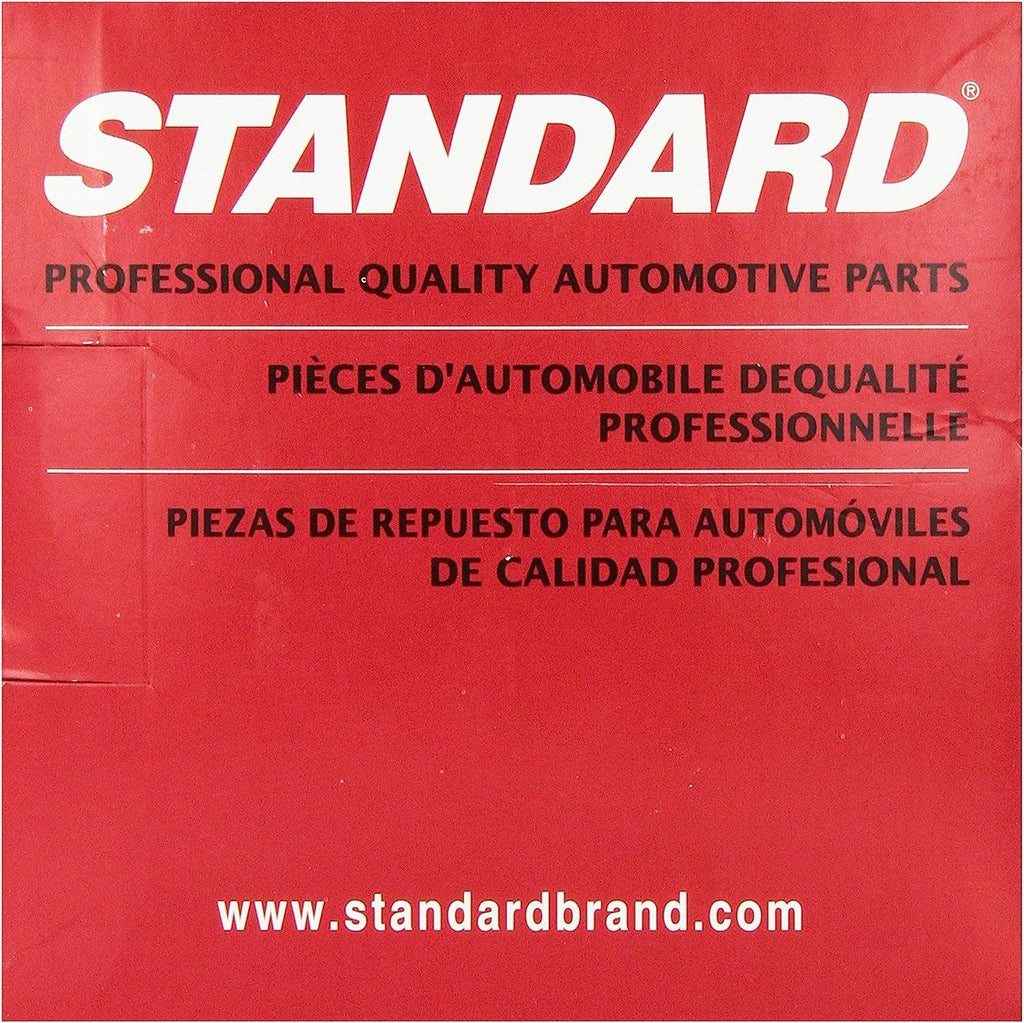 STANDARD®
PROFESSIONAL QUALITY AUTOMOTIVE PARTS
PIÈCES D'AUTOMOBILE DEQUALITÉ
PROFESSIONNELLE
PIEZAS DE REPUESTO PARA AUTOMÓVILES
DE CALIDAD PROFESIONAL
www.standardbrand.com